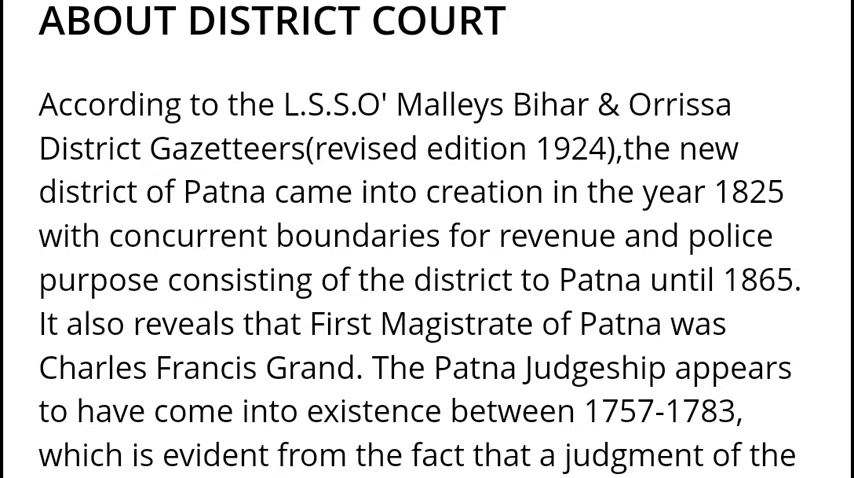 ABOUT DISTRICT COURT
According to the L.S.S.O' Malleys Bihar & Orrissa
District Gazetteers(revised edition 1924),the new
district of Patna came into creation in the year 1825
with concurrent boundaries for revenue and police
purpose consisting of the district to Patna until 1865.
It also reveals that First Magistrate of Patna was
Charles Francis Grand. The Patna Judgeship appears
to have come into existence between 1757-1783,
which is evident from the fact that a judgment of the